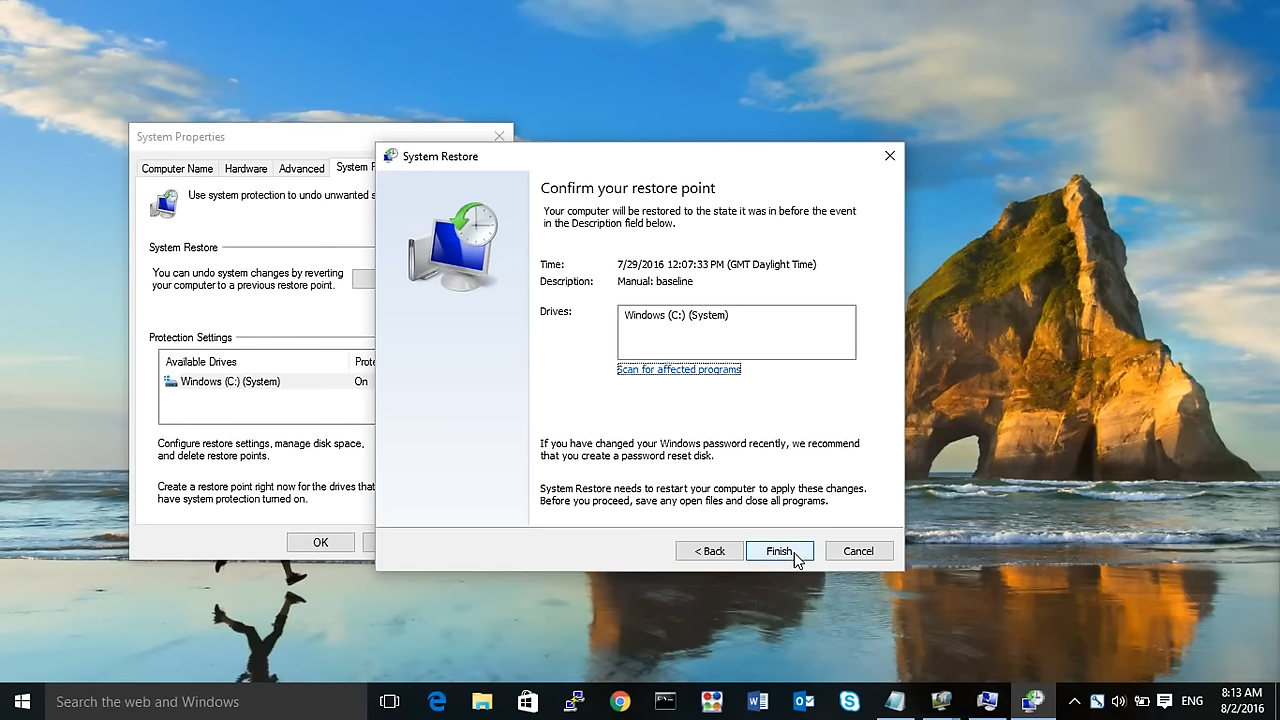 System Properties
Computer Name
Hardware
Advanced
System
Use system protection to undo unwanted
System Restore
You can undo system changes by reverting
your computer to a previous restore point.
Protection Settings
Available Drives
Prote
Windows (C:) (System)
On
Configure restore settings, manage disk space,
and delete restore points.
Create a restore point right now for the drives that
have system protection turned on.
OK
System Restore
Confirm your restore point
Your computer will be restored to the state it was in before the event
in the Description field below.
Time: 7/29/2016 12:07:33 PM (GMT Daylight Time)
Description: Manual: baseline
Drives:
Windows (C:) (System)
Scan for affected programs
If you have changed your Windows password recently, we recommend
that you create a password reset disk.
System Restore needs to restart your computer to apply these changes.
Before you proceed, save any open files and close all programs.
< Back
Finish
Cancel
Search the web and Windows
ENG
8:13 AM
8/2/2016